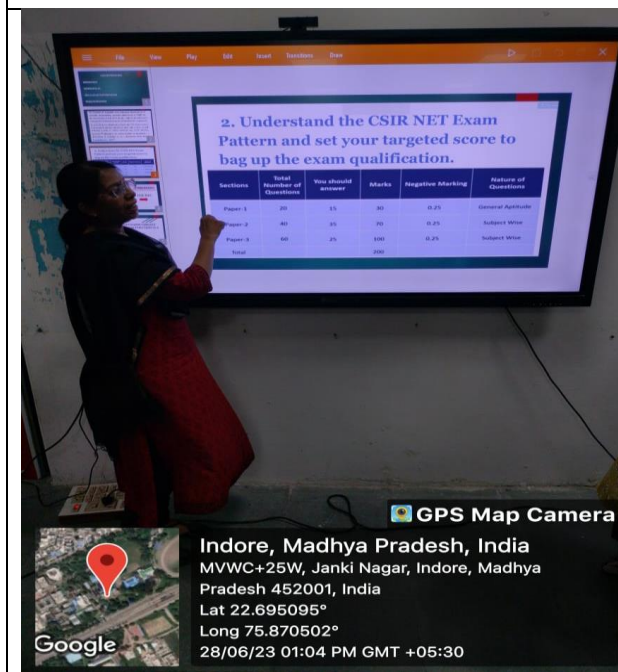 File View Play Edit Insert Transitions Draw
2. Understand the CSIR NET Exam
Pattern and set your targeted score to
bag up the exam qualification.
Sections Total Number of Questions You should answer Marks Negative Marking Nature of Questions
Paper-1 20 15 30 0.25 General Aptitude
Paper-2 40 35 70 0.25 Subject Wise
Paper-3 60 25 100 0.25 Subject Wise
Total 200
GPS Map Camera
Indore, Madhya Pradesh, India
MVWC+25W, Janki Nagar, Indore, Madhya
Pradesh 452001, India
Lat 22.695095°
Long 75.870502°
28/06/23 01:04 PM GMT +05:30
Google